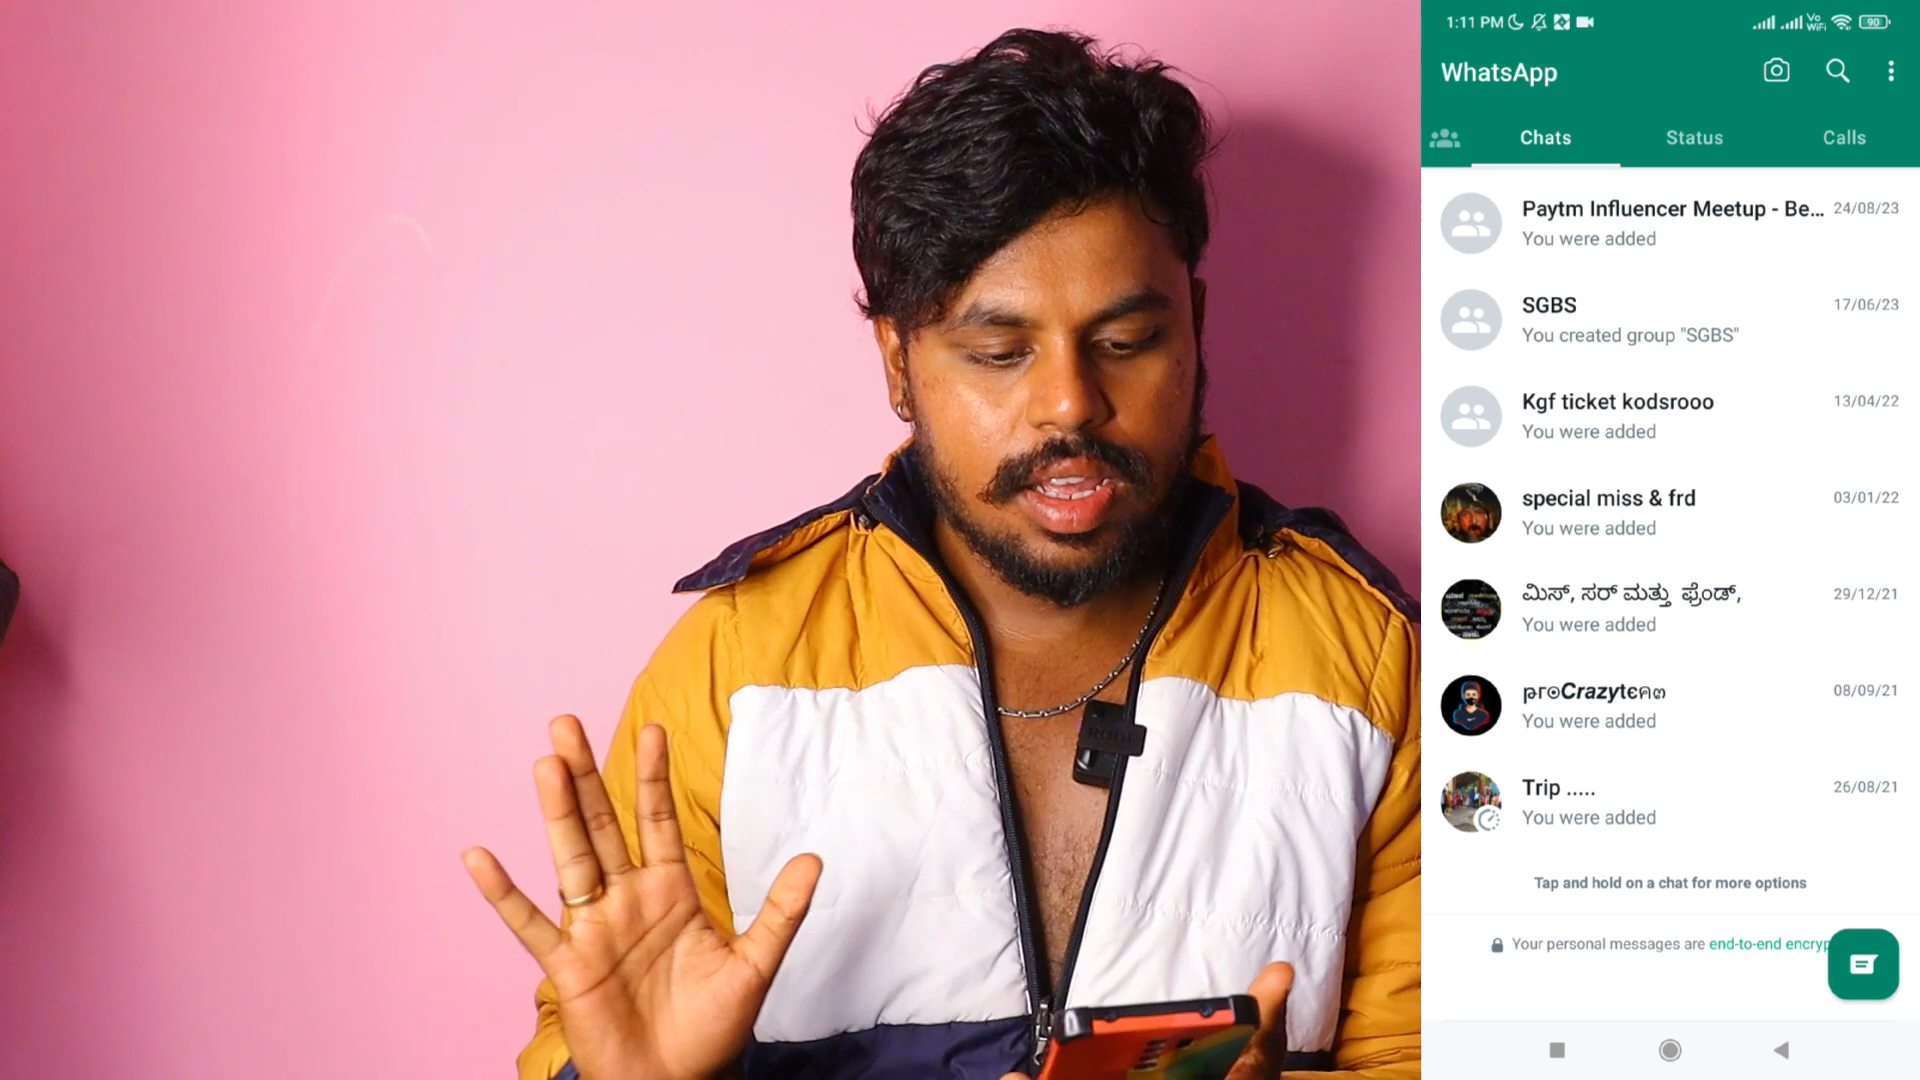 1:11 PM
Vo
WiFi
90
WhatsApp
Chats
Status
Calls
Paytm Influencer Meetup - Be...
24/08/23
You were added
SGBS
17/06/23
You created group "SGBS"
Kgf ticket kodsrooo
13/04/22
You were added
special miss & frd
03/01/22
You were added
ಮಿಸ್, ಸರ್ ಮತ್ತು ಫ್ರೆಂಡ್,
29/12/21
You were added
08/09/21
You were added
Trip .....
26/08/21
You were added
Tap and hold on a chat for more options
Your personal messages are end-to-end encryp